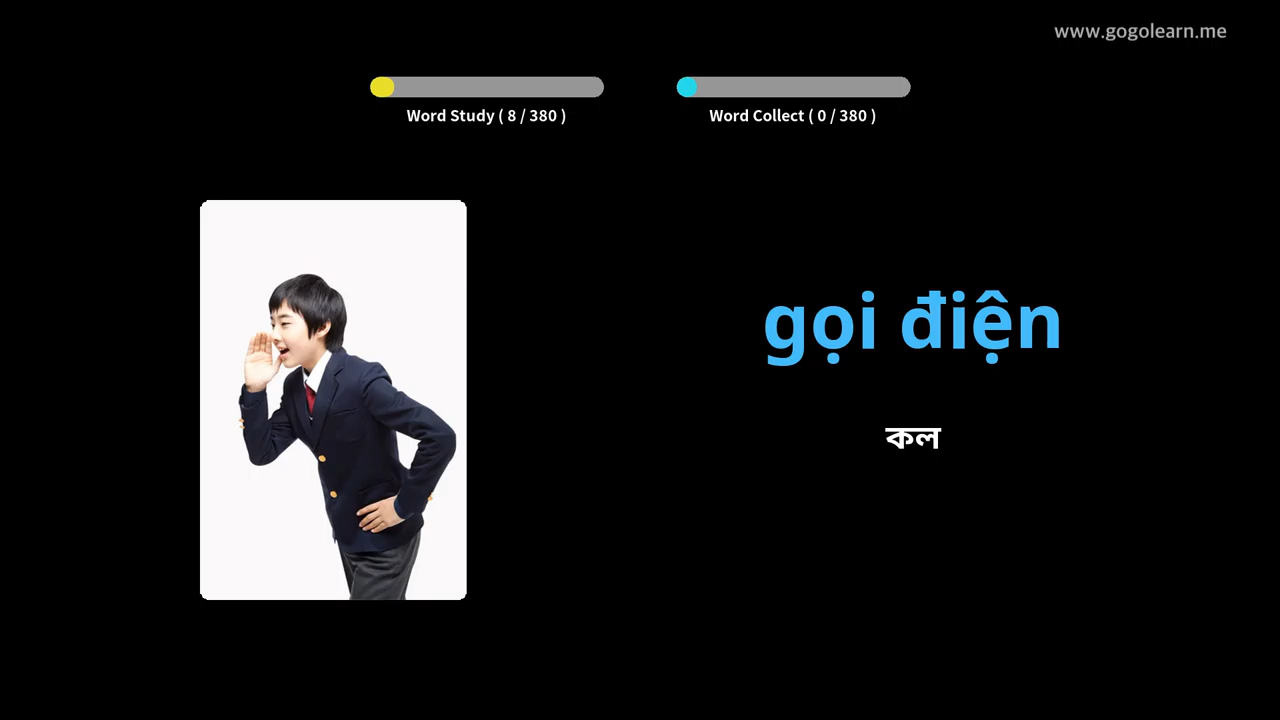 www.gogolearn.me
Word Study ( 8 / 380 )
Word Collect ( 0 / 380 )
gọi điện
কল